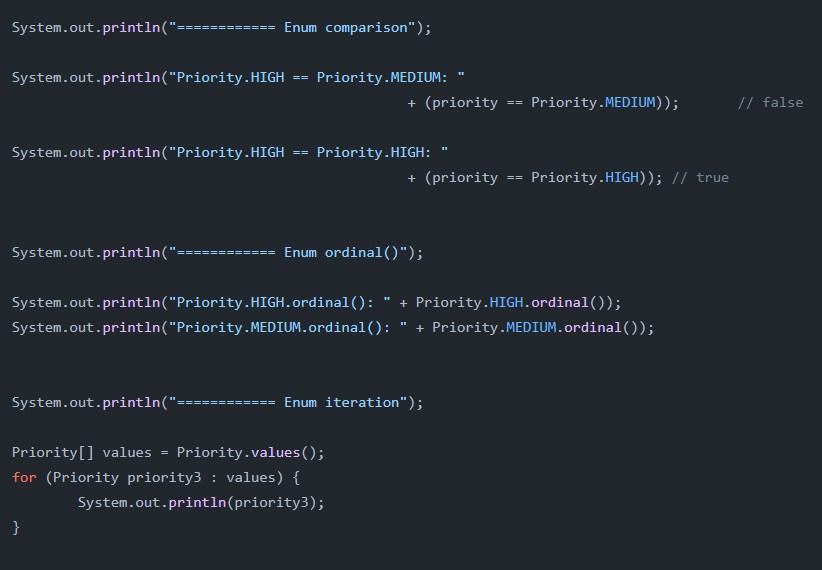 System.out.println("============ Enum comparison");
System.out.println("Priority.HIGH == Priority.MEDIUM: "
+ (priority == Priority.MEDIUM)); // false
System.out.println("Priority.HIGH == Priority.HIGH: "
+ (priority == Priority.HIGH)); // true
System.out.println("============ Enum ordinal()");
System.out.println("Priority.HIGH.ordinal(): " + Priority.HIGH.ordinal());
System.out.println("Priority.MEDIUM.ordinal(): " + Priority.MEDIUM.ordinal());
System.out.println("============ Enum iteration");
Priority[] values = Priority.values();
for (Priority priority3 : values) {
System.out.println(priority3);
}